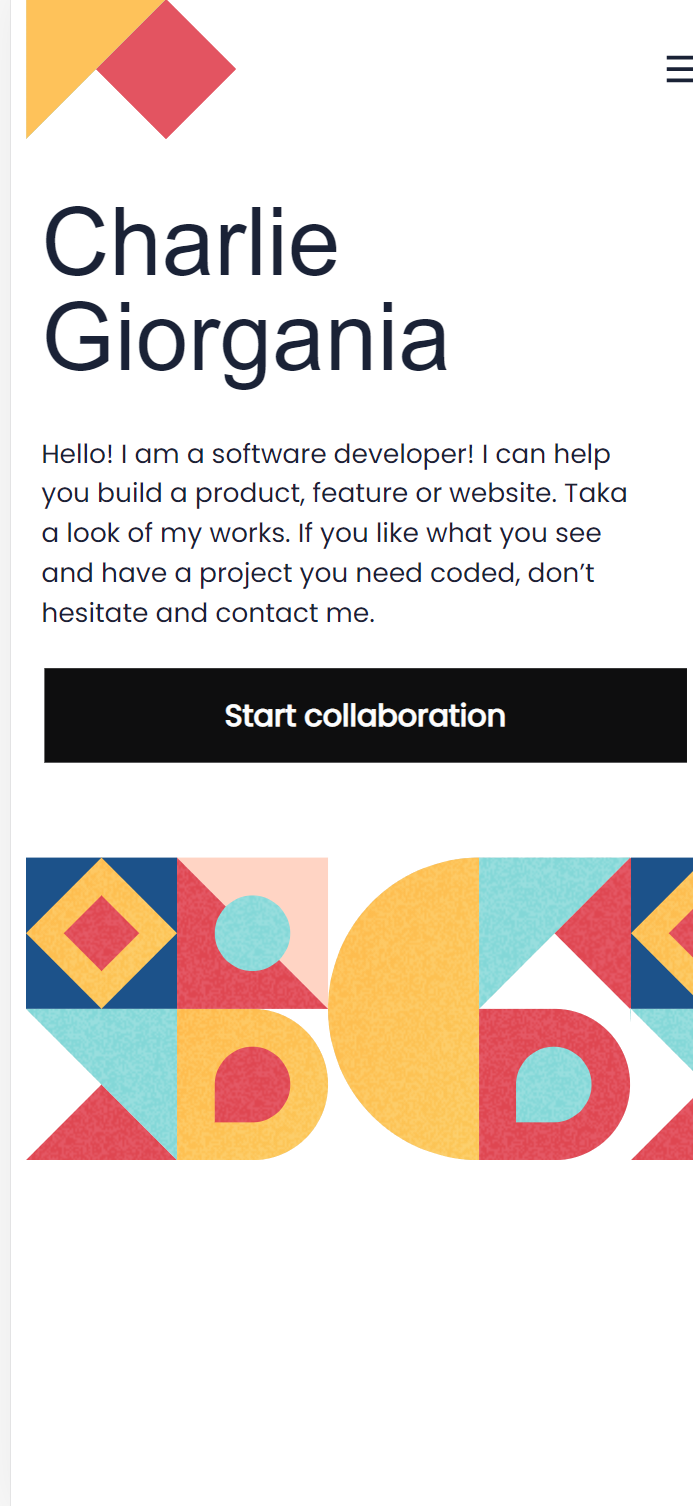 Charlie
Giorgania
Hello! I am a software developer! I can help
you build a product, feature or website. Taka
a look of my works. If you like what you see
and have a project you need coded, don’t
hesitate and contact me.
Start collaboration